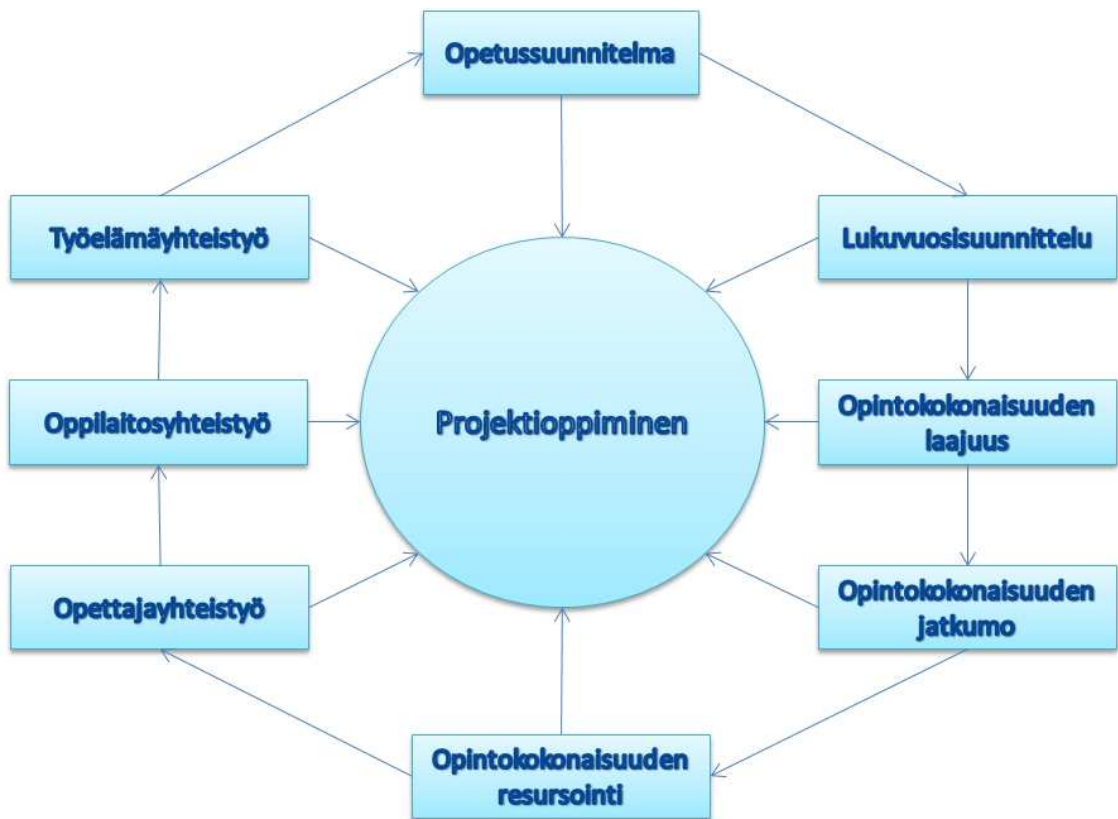 Opetussuunnitelma
Työelämäyhteistyö
Lukuvuosisuunnittelu
Oppilaitosyhteistyö
Projektioppiminen
Opintokokonaisuuden
laajuus
Opettajayhteistyö
Opintokokonaisuuden
jatkumo
Opintokokonaisuuden
resursointi